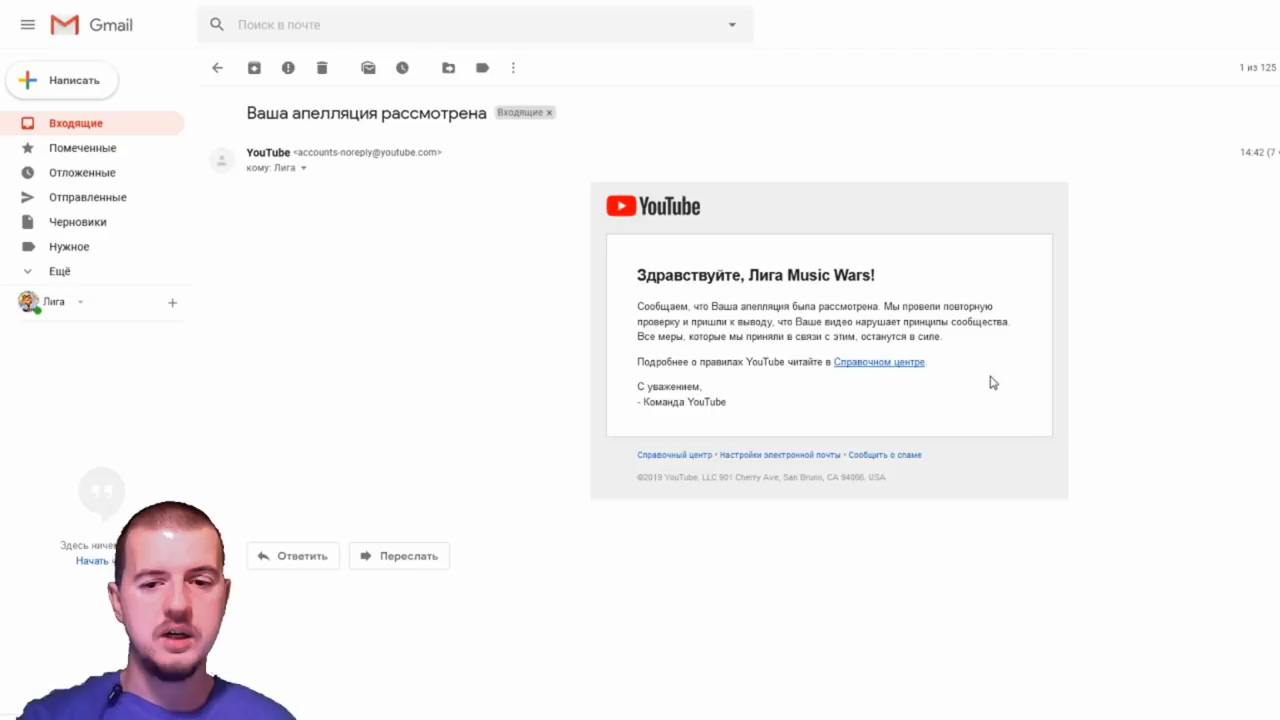 Gmail
Поиск в почте
Написать
1 из 125
Ваша апелляция рассмотрена
Входящие ×
Входящие
Помеченные
YouTube <accounts-noreply@youtube.com>
14:42 (7
кому: Лига
Отложенные
Отправленные
Черновики
Нужное
Ещё
Лига
YouTube
Здравствуйте, Лига Music Wars!
Сообщаем, что Ваша апелляция была рассмотрена. Мы провели повторную
проверку и пришли к выводу, что Ваше видео нарушает принципы сообщества.
Все меры, которые мы приняли в связи с этим, останутся в силе.
Подробнее о правилах YouTube читайте в Справочном центре.
С уважением,
- Команда YouTube
Справочный центр • Настройки электронной почты • Сообщить о спаме
©2019 YouTube, LLC 901 Cherry Ave, San Bruno, CA 94066, USA
Здесь ниче
Начать
Ответить
Переслать